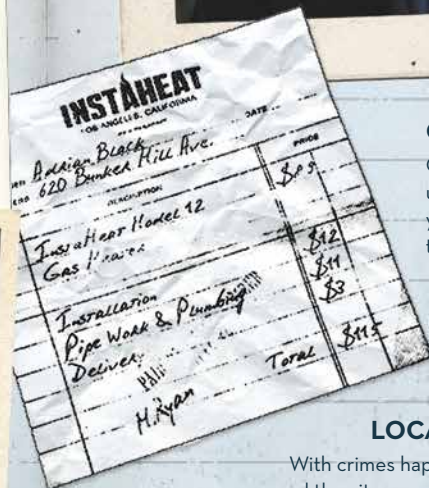 INSTAHEAT
LOS ANGELES, CALIFORNIA
DATE
Adrian Black
620 Bunker Hill Ave.
DESCRIPTION
PRICE
InstaHeat Model 12
Gas Heater
$89
Installation
$12
Pipe Work & Plumbing
$11
Delivery
$3
PAID
H. Ryan
Total
$115
LOCA
With crimes hap